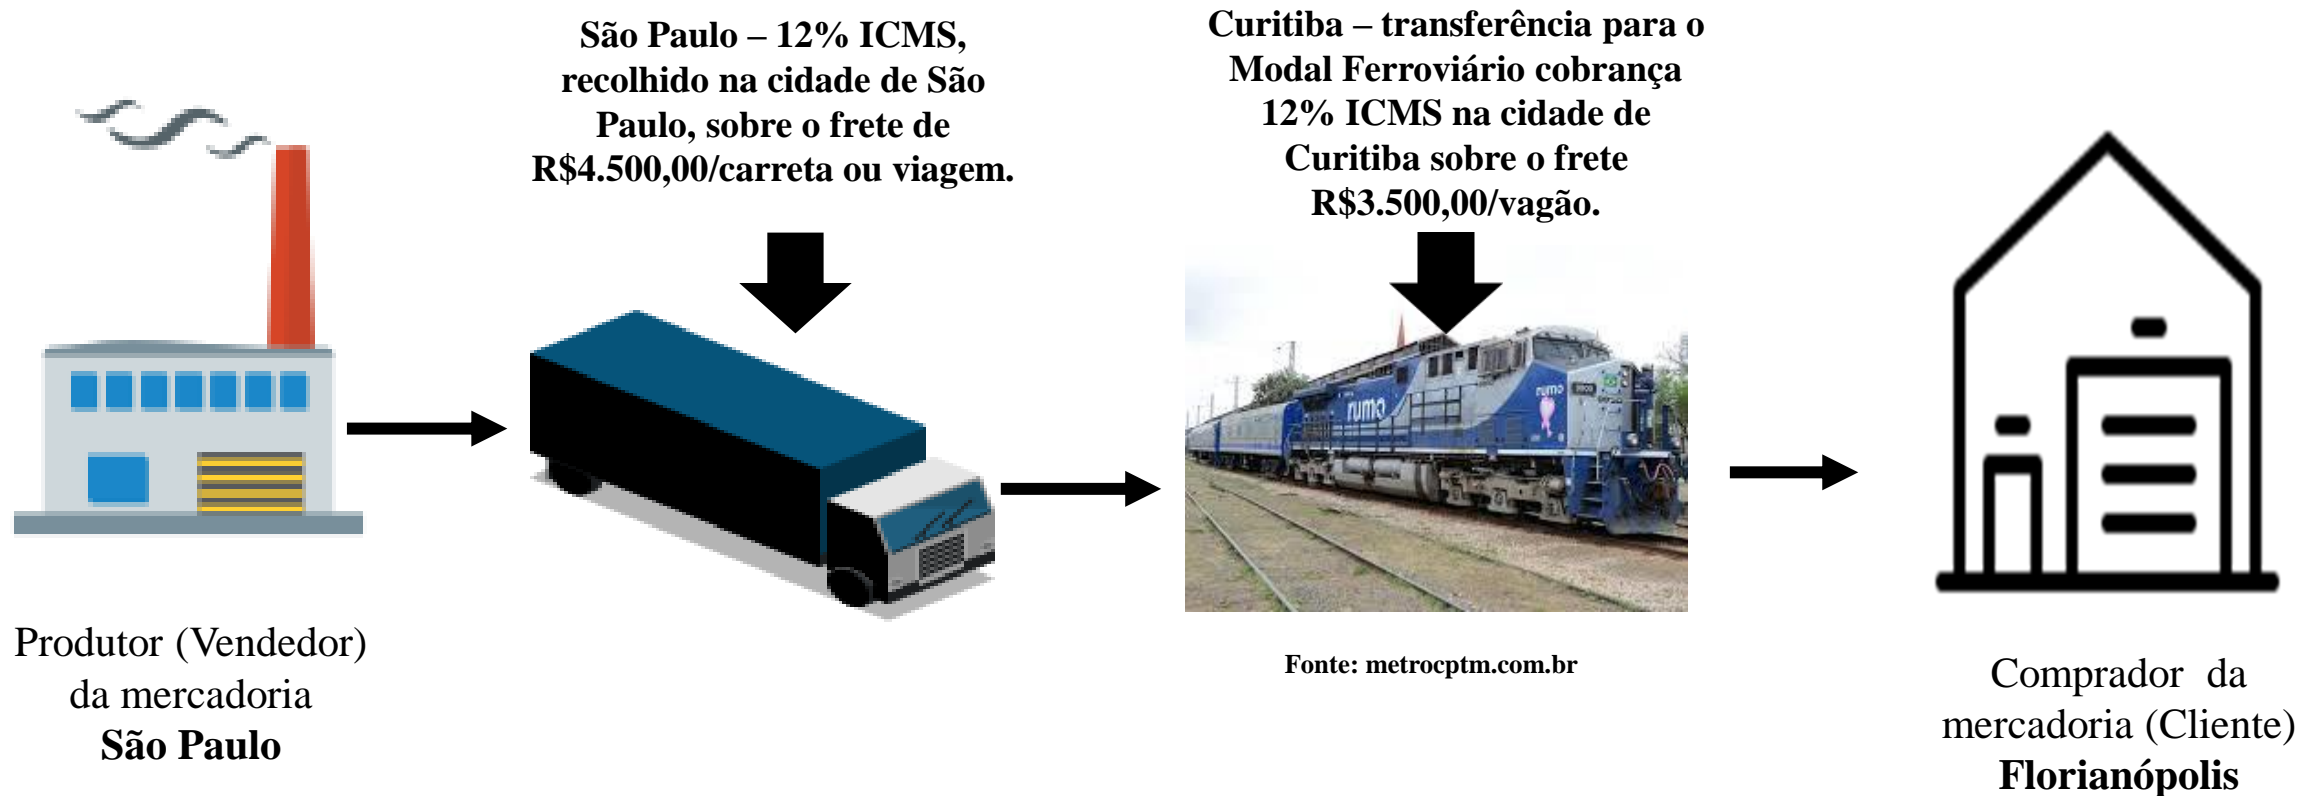 São Paulo – 12% ICMS,
recolhido na cidade de São
Paulo, sobre o frete de
R$4.500,00/carreta ou viagem.
Curitiba – transferência para o
Modal Ferroviário cobrança
12% ICMS na cidade de
Curitiba sobre o frete
R$3.500,00/vagão.
rumo
rumo
Produtor (Vendedor)
da mercadoria
São Paulo
Fonte: metrocptm.com.br
Comprador da
mercadoria (Cliente)
Florianópolis